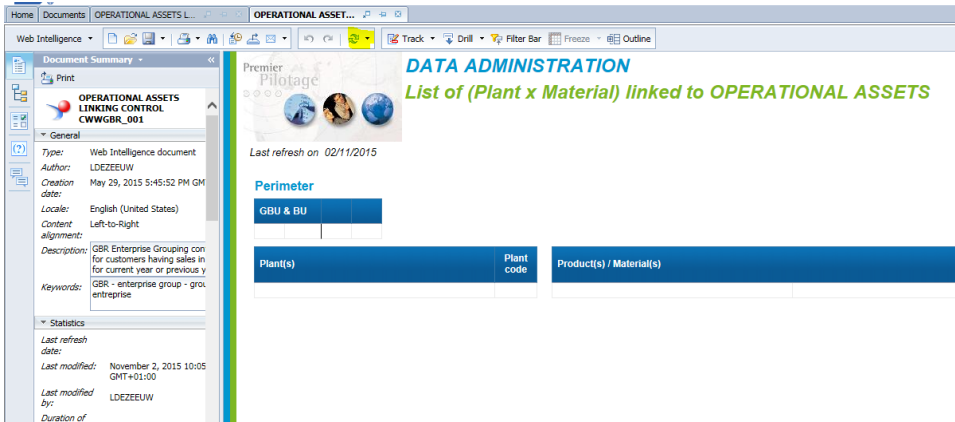 Home Documents OPERATIONAL ASSETS L... OPERATIONAL ASSET...
Web Intelligence Track Drill Filter Bar Freeze Outline
Document Summary «
Print
OPERATIONAL ASSETS
LINKING CONTROL
CWWGBR_001
General
Type: Web Intelligence document
Author: LDEZEEUW
Creation date: May 29, 2015 5:45:52 PM GM
Locale: English (United States)
Content alignment: Left-to-Right
Description: GBR Enterprise Grouping con
for customers having sales in
for current year or previous y
Keywords: GBR - enterprise group - grou
entreprise
Statistics
Last refresh date:
Last modified: November 2, 2015 10:05
GMT+01:00
Last modified by: LDEZEEUW
Duration of
Premier
Pilotage
DATA ADMINISTRATION
List of (Plant x Material) linked to OPERATIONAL ASSETS
Last refresh on 02/11/2015
Perimeter
GBU & BU
Plant(s) Plant code Product(s) / Material(s)